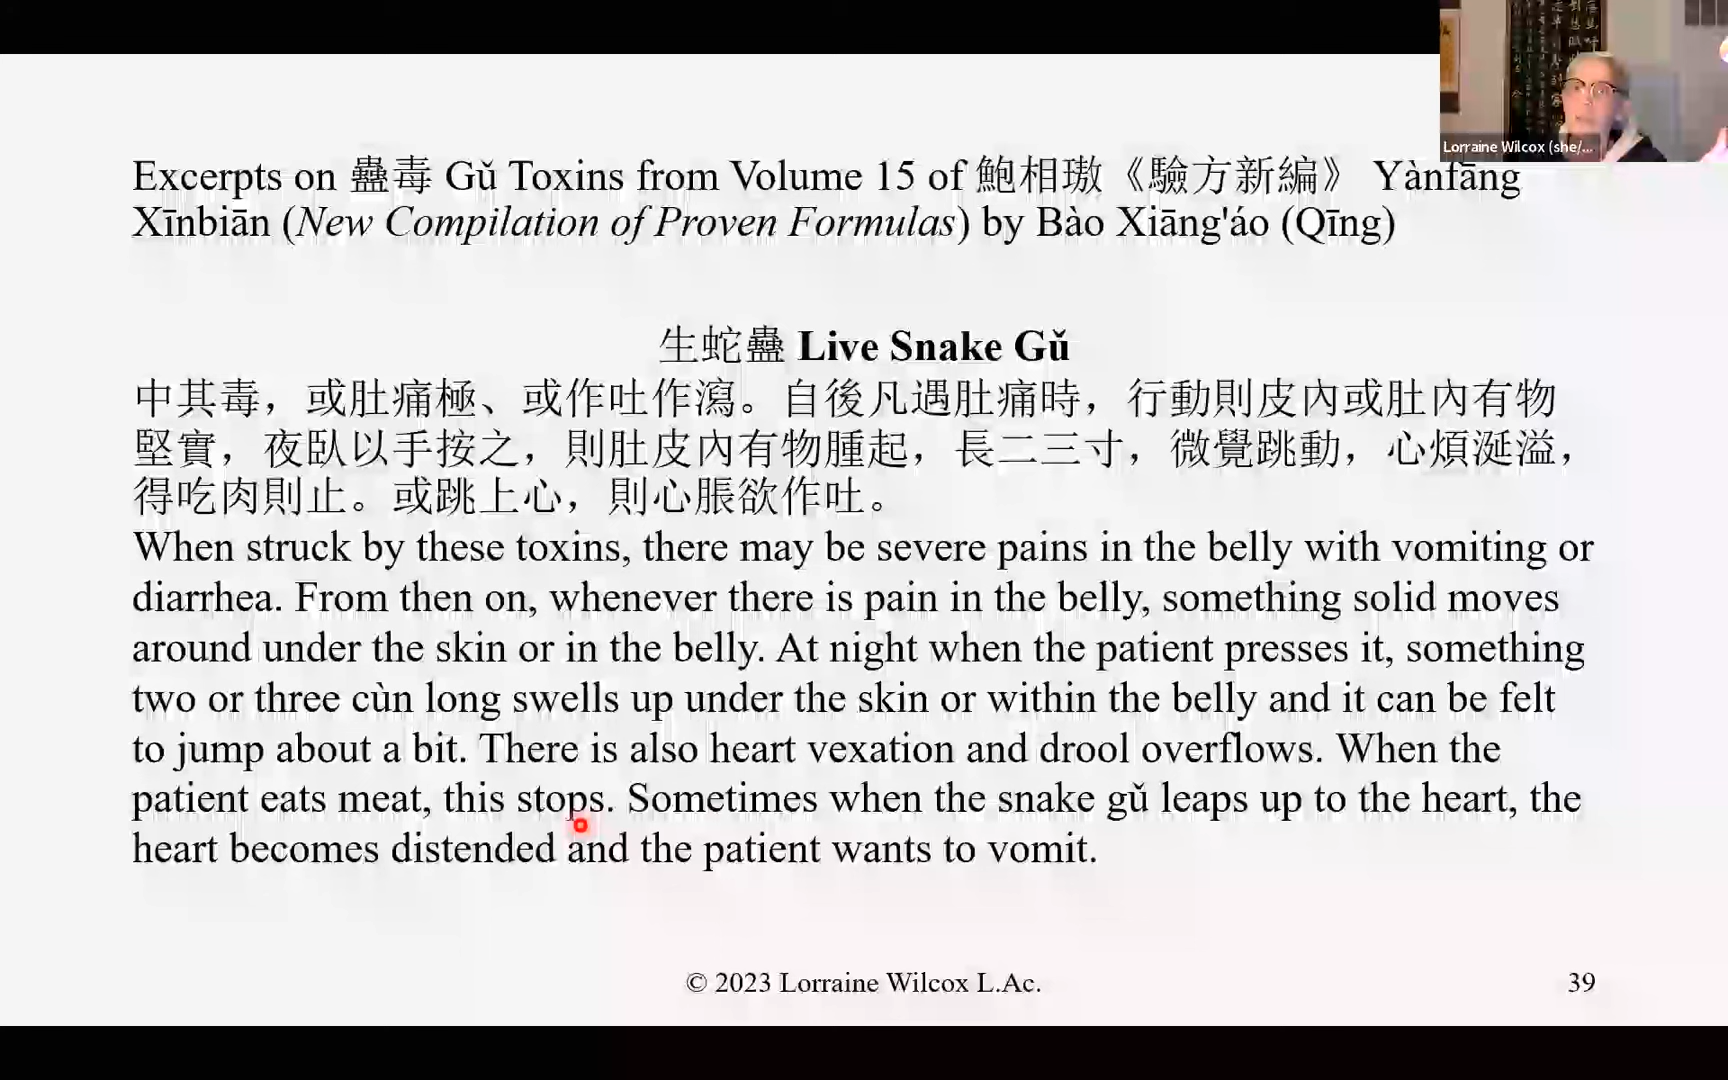 Lorraine Wilcox (she/...
Excerpts on 蠱毒 Gǔ Toxins from Volume 15 of 鮑相璈《驗方新編》 Yànfāng
Xīnbiān (New Compilation of Proven Formulas) by Bào Xiāng'áo (Qīng)
生蛇蠱 Live Snake Gǔ
中其毒，或肚痛極、或作吐作瀉。自後凡遇肚痛時，行動則皮內或肚內有物
堅實，夜臥以手按之，則肚皮內有物腫起，長二三寸，微覺跳動，心煩涎溢，
得吃肉則止。或跳上心，則心脹欲作吐。
When struck by these toxins, there may be severe pains in the belly with vomiting or
diarrhea. From then on, whenever there is pain in the belly, something solid moves
around under the skin or in the belly. At night when the patient presses it, something
two or three cùn long swells up under the skin or within the belly and it can be felt
to jump about a bit. There is also heart vexation and drool overflows. When the
patient eats meat, this stops. Sometimes when the snake gǔ leaps up to the heart, the
heart becomes distended and the patient wants to vomit.
© 2023 Lorraine Wilcox L.Ac.
39